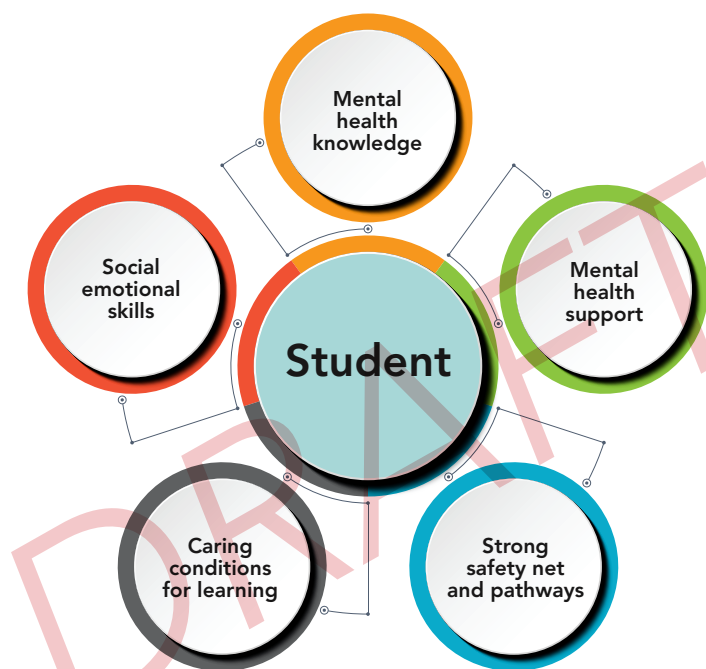 Mental
health
knowledge
Social
emotional
skills
Mental
health
support
Student
Caring
conditions
for learning
Strong
safety net
and pathways
DRAFT